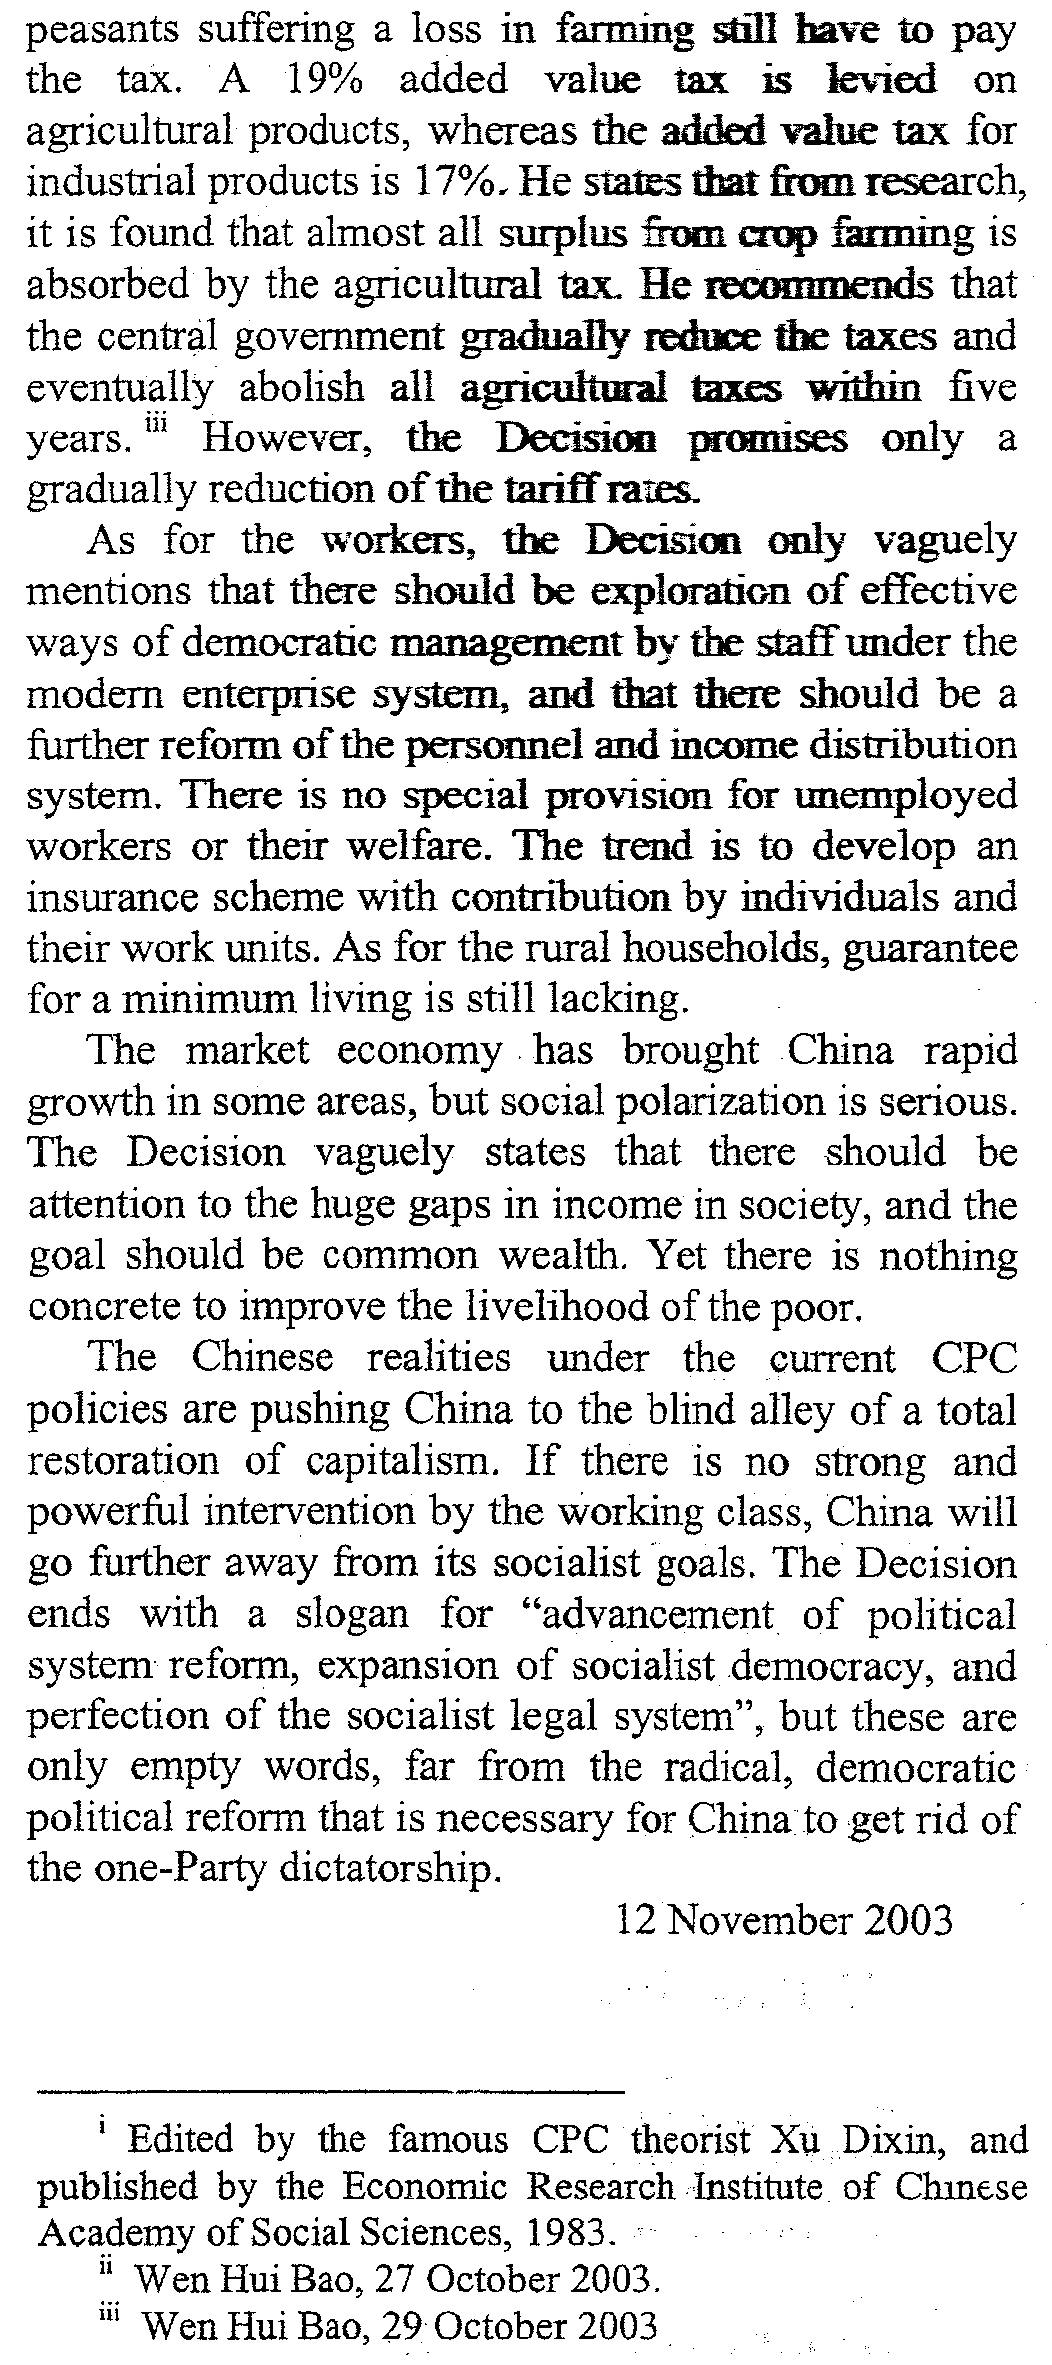 peasants suffering a loss in farming still have to pay
the tax. A 19% added value tax is levied on
agricultural products, whereas the added value tax for
industrial products is 17%. He states that from research,
it is found that almost all surplus from crop farming is
absorbed by the agricultural tax. He recommends that
the central government gradually reduce the taxes and
eventually abolish all agricultural taxes within five
years. iii However, the Decision promises only a
gradually reduction of the tariff rates.
As for the workers, the Decision only vaguely
mentions that there should be exploration of effective
ways of democratic management by the staff under the
modern enterprise system, and that there should be a
further reform of the personnel and income distribution
system. There is no special provision for unemployed
workers or their welfare. The trend is to develop an
insurance scheme with contribution by individuals and
their work units. As for the rural households, guarantee
for a minimum living is still lacking.
The market economy has brought China rapid
growth in some areas, but social polarization is serious.
The Decision vaguely states that there should be
attention to the huge gaps in income in society, and the
goal should be common wealth. Yet there is nothing
concrete to improve the livelihood of the poor.
The Chinese realities under the current CPC
policies are pushing China to the blind alley of a total
restoration of capitalism. If there is no strong and
powerful intervention by the working class, China will
go further away from its socialist goals. The Decision
ends with a slogan for “advancement of political
system reform, expansion of socialist democracy, and
perfection of the socialist legal system”, but these are
only empty words, far from the radical, democratic
political reform that is necessary for China to get rid of
the one-Party dictatorship.
12 November 2003
i Edited by the famous CPC theorist Xu Dixin, and
published by the Economic Research Institute of Chinese
Academy of Social Sciences, 1983.
ii Wen Hui Bao, 27 October 2003.
iii Wen Hui Bao, 29 October 2003